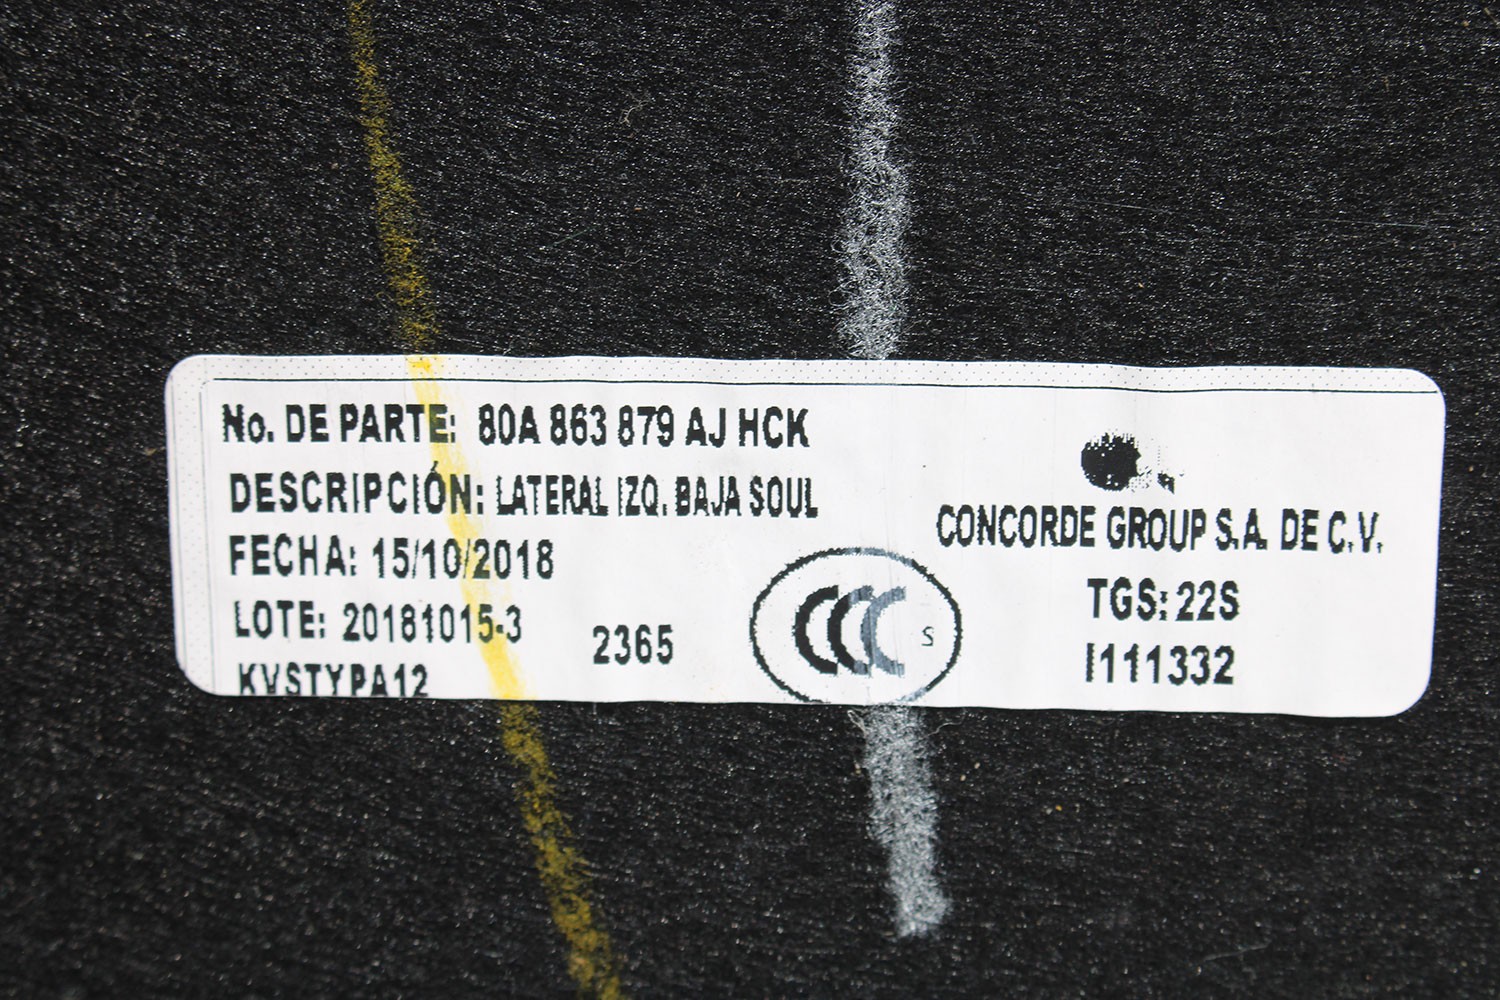 No. DE PARTE: 80A 863 879 AJ HCK
DESCRIPCIÓN: LATERAL IZQ. BAJA SOUL
FECHA: 15/10/2018
LOTE: 20181015-3
2365
KVSTYPA12
CCC S
CONCORDE GROUP S.A. DE C.V.
TGS: 22S
I111332